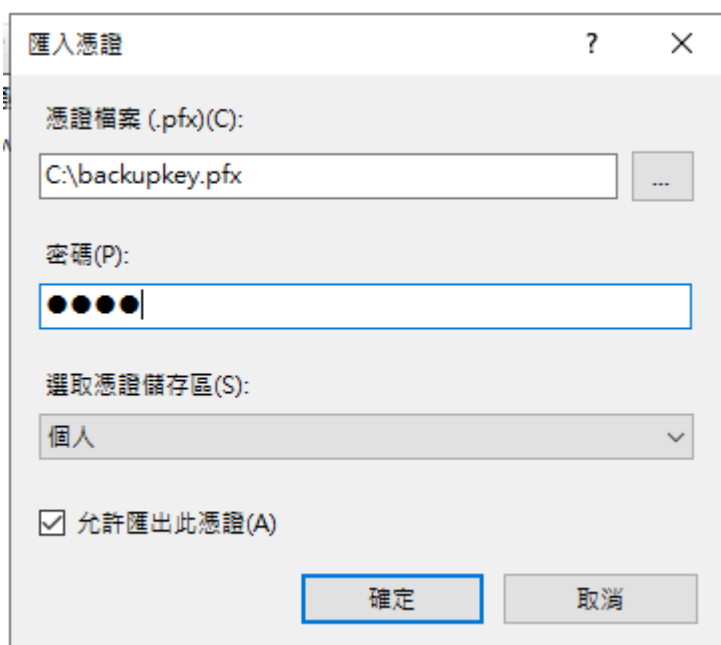 匯入憑證
憑證檔案 (.pfx)(C):
C:\backupkey.pfx
...
密碼(P):
●●●●
選取憑證儲存區(S):
個人
允許匯出此憑證(A)
確定
取消